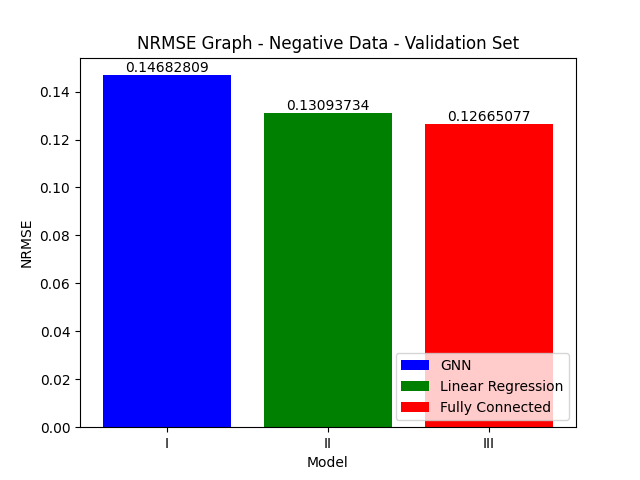 NRMSE Graph - Negative Data - Validation Set
0.14682809
0.13093734
0.12665077
0.14
0.12
0.10
0.08
0.06
0.04
0.02
0.00
NRMSE
GNN
Linear Regression
Fully Connected
I
II
III
Model